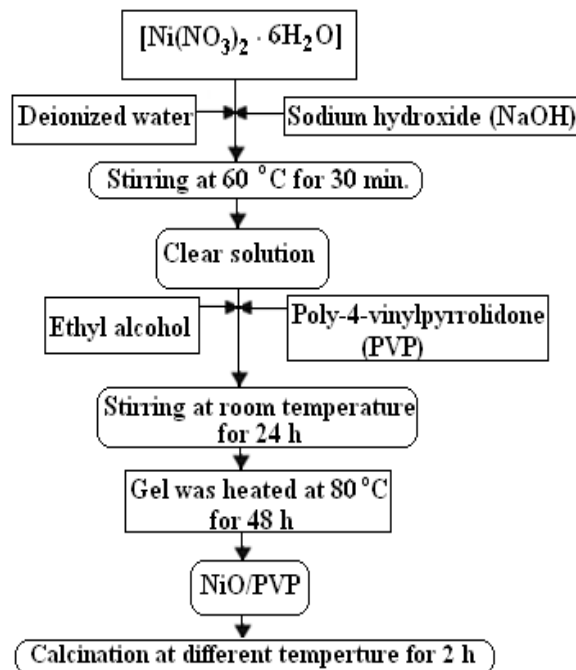 [Ni(NO₃)₂ · 6H₂O]
Deionized water
Sodium hydroxide (NaOH)
Stirring at 60 °C for 30 min.
Clear solution
Ethyl alcohol
Poly-4-vinylpyrrolidone
(PVP)
Stirring at room temperature
for 24 h
Gel was heated at 80 °C
for 48 h
NiO/PVP
Calcination at different temperture for 2 h